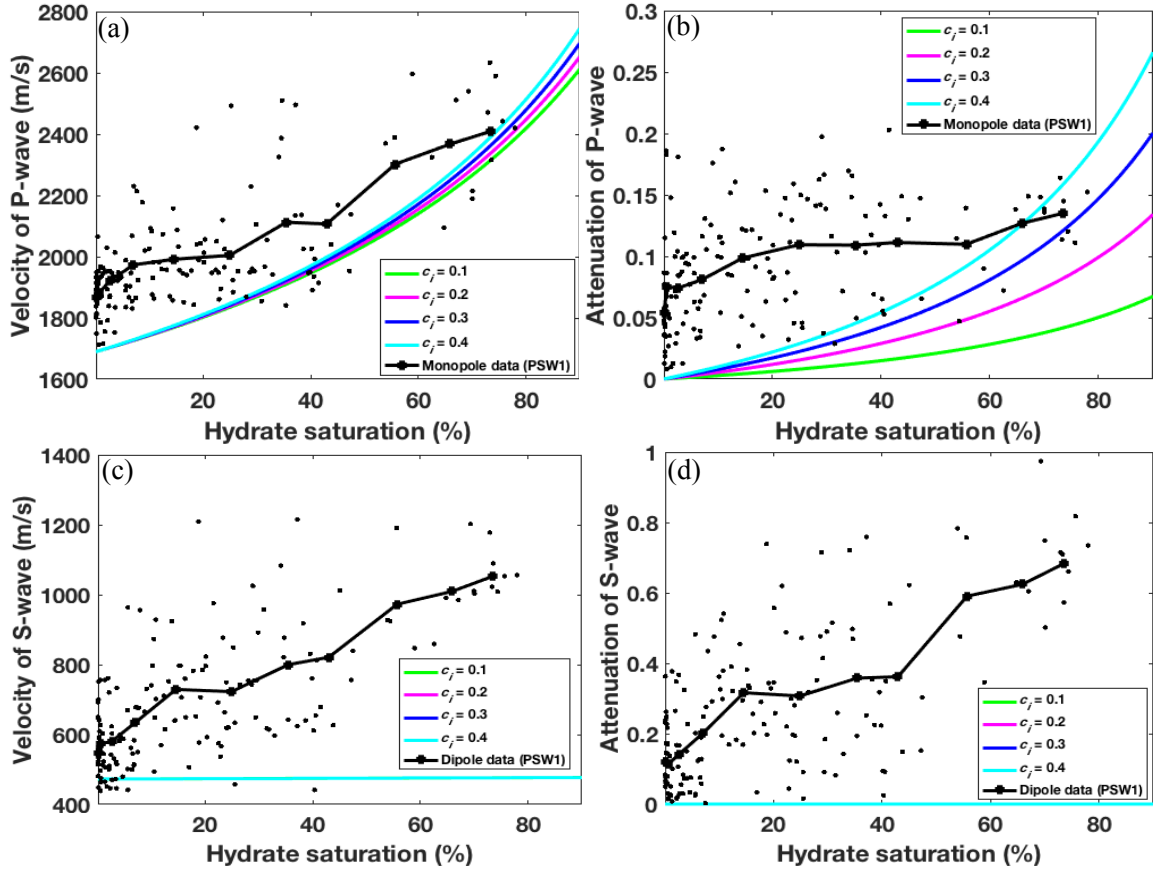 (a)
Velocity of P-wave (m/s)
2800
2600
2400
2200
2000
1800
1600
20
40
60
80
Hydrate saturation (%)
c_i = 0.1
c_i = 0.2
c_i = 0.3
c_i = 0.4
Monopole data (PSW1)
(b)
Attenuation of P-wave
0.3
0.25
0.2
0.15
0.1
0.05
0
20
40
60
80
Hydrate saturation (%)
c_i = 0.1
c_i = 0.2
c_i = 0.3
c_i = 0.4
Monopole data (PSW1)
(c)
Velocity of S-wave (m/s)
1400
1200
1000
800
600
400
20
40
60
80
Hydrate saturation (%)
c_i = 0.1
c_i = 0.2
c_i = 0.3
c_i = 0.4
Dipole data (PSW1)
(d)
Attenuation of S-wave
1
0.8
0.6
0.4
0.2
0
20
40
60
80
Hydrate saturation (%)
c_i = 0.1
c_i = 0.2
c_i = 0.3
c_i = 0.4
Dipole data (PSW1)